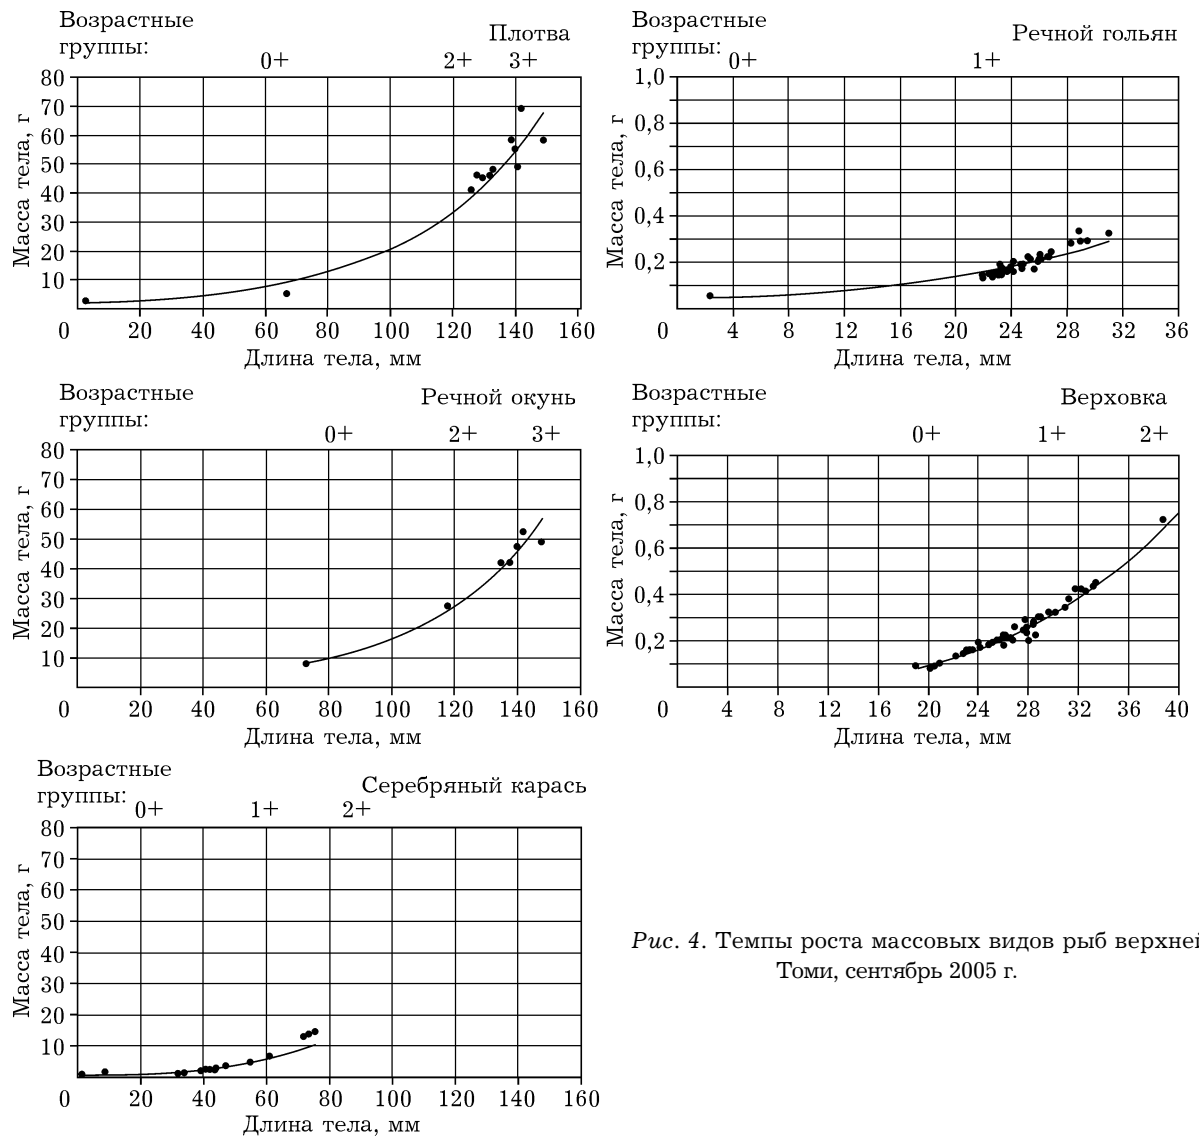 Возрастные
группы:
Плотва
0+ 2+ 3+
80
70
60
50
40
30
20
10
Масса тела, г
0 20 40 60 80 100 120 140 160
Длина тела, мм
Возрастные
группы:
Речной гольян
0+ 1+
1,0
0,8
0,6
0,4
0,2
Масса тела, г
0 4 8 12 16 20 24 28 32 36
Длина тела, мм
Возрастные
группы:
Речной окунь
0+ 2+ 3+
80
70
60
50
40
30
20
10
Масса тела, г
0 20 40 60 80 100 120 140 160
Длина тела, мм
Возрастные
группы:
Верховка
0+ 1+ 2+
1,0
0,8
0,6
0,4
0,2
Масса тела, г
0 4 8 12 16 20 24 28 32 36 40
Длина тела, мм
Возрастные
группы:
Серебряный карась
0+ 1+ 2+
80
70
60
50
40
30
20
10
Масса тела, г
0 20 40 60 80 100 120 140 160
Длина тела, мм
Рис. 4. Темпы роста массовых видов рыб верхней
Томи, сентябрь 2005 г.